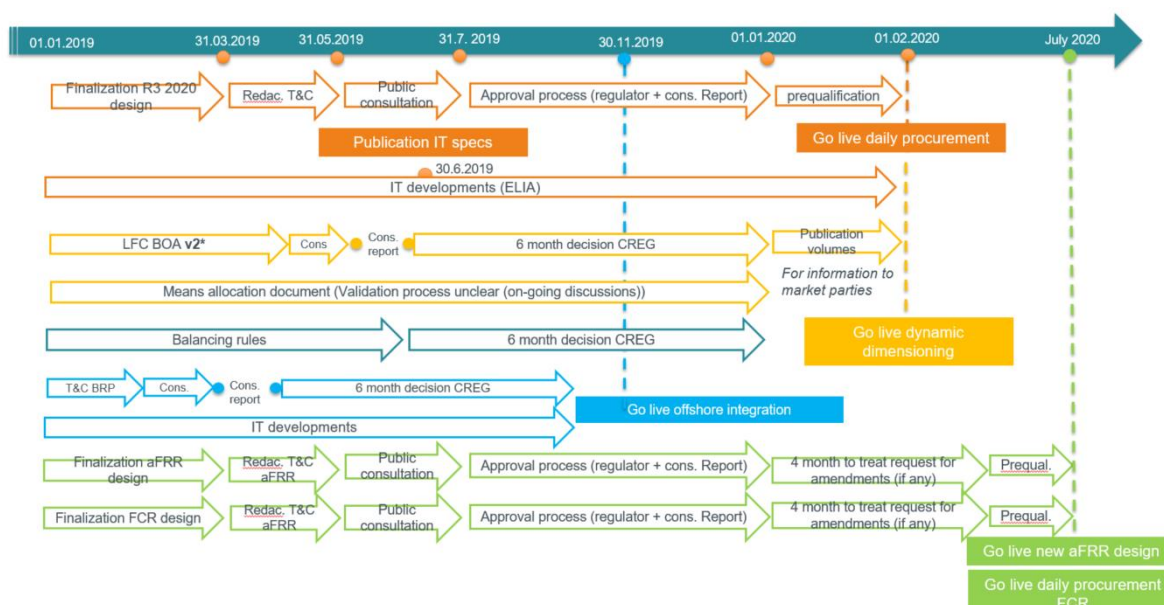 01.01.2019
31.03.2019
31.05.2019
31.7. 2019
30.11.2019
01.01.2020
01.02.2020
July 2020
Finalization R3 2020
design
Redac. T&C
Public
consultation
Approval process (regulator + cons. Report)
prequalification
Publication IT specs
Go live daily procurement
30.6.2019
IT developments (ELIA)
LFC BOA v2*
Cons
Cons.
report
6 month decision CREG
Publication
volumes
For information to
market parties
Means allocation document (Validation process unclear (on-going discussions))
Balancing rules
6 month decision CREG
Go live dynamic
dimensioning
T&C BRP
Cons.
Cons.
report
6 month decision CREG
Go live offshore integration
IT developments
Finalization aFRR
design
Redac. T&C
aFRR
Public
consultation
Approval process (regulator + cons. Report)
4 month to treat request for
amendments (if any)
Prequal.
Finalization FCR design
Redac. T&C
aFRR
Public
consultation
Approval process (regulator + cons. Report)
4 month to treat request for
amendments (if any)
Prequal.
Go live new aFRR design
Go live daily procurement
FCR